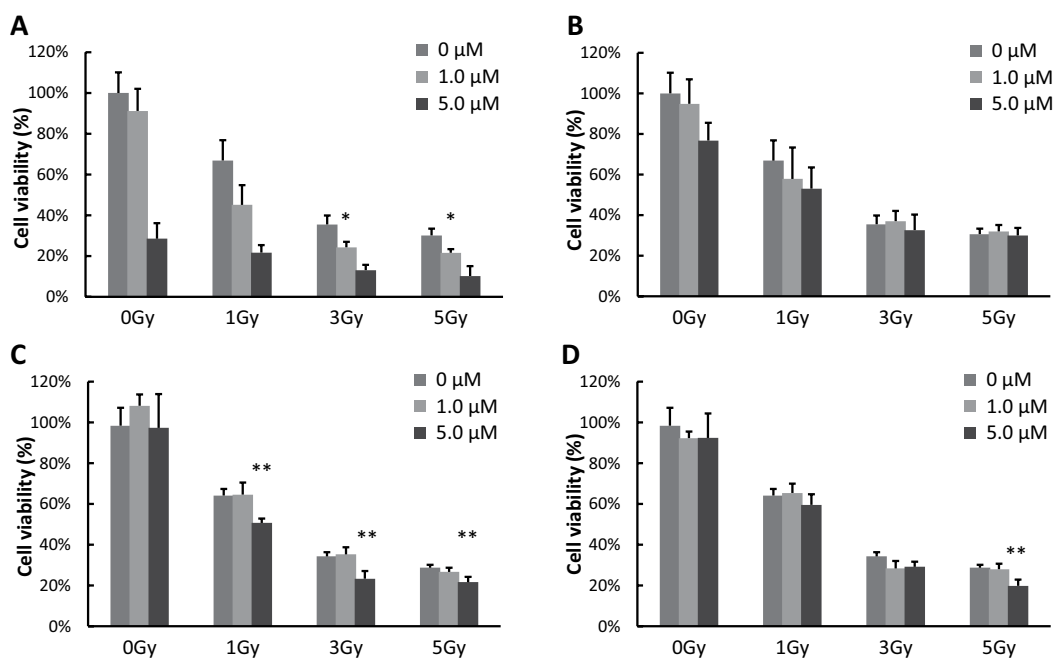 A
Cell viability (%)
120%
100%
80%
60%
40%
20%
0%
0 µM
1.0 µM
5.0 µM
*
*
0Gy
1Gy
3Gy
5Gy
B
Cell viability (%)
120%
100%
80%
60%
40%
20%
0%
0 µM
1.0 µM
5.0 µM
0Gy
1Gy
3Gy
5Gy
C
Cell viability (%)
120%
100%
80%
60%
40%
20%
0%
0 µM
1.0 µM
5.0 µM
**
**
**
0Gy
1Gy
3Gy
5Gy
D
Cell viability (%)
120%
100%
80%
60%
40%
20%
0%
0 µM
1.0 µM
5.0 µM
**
0Gy
1Gy
3Gy
5Gy